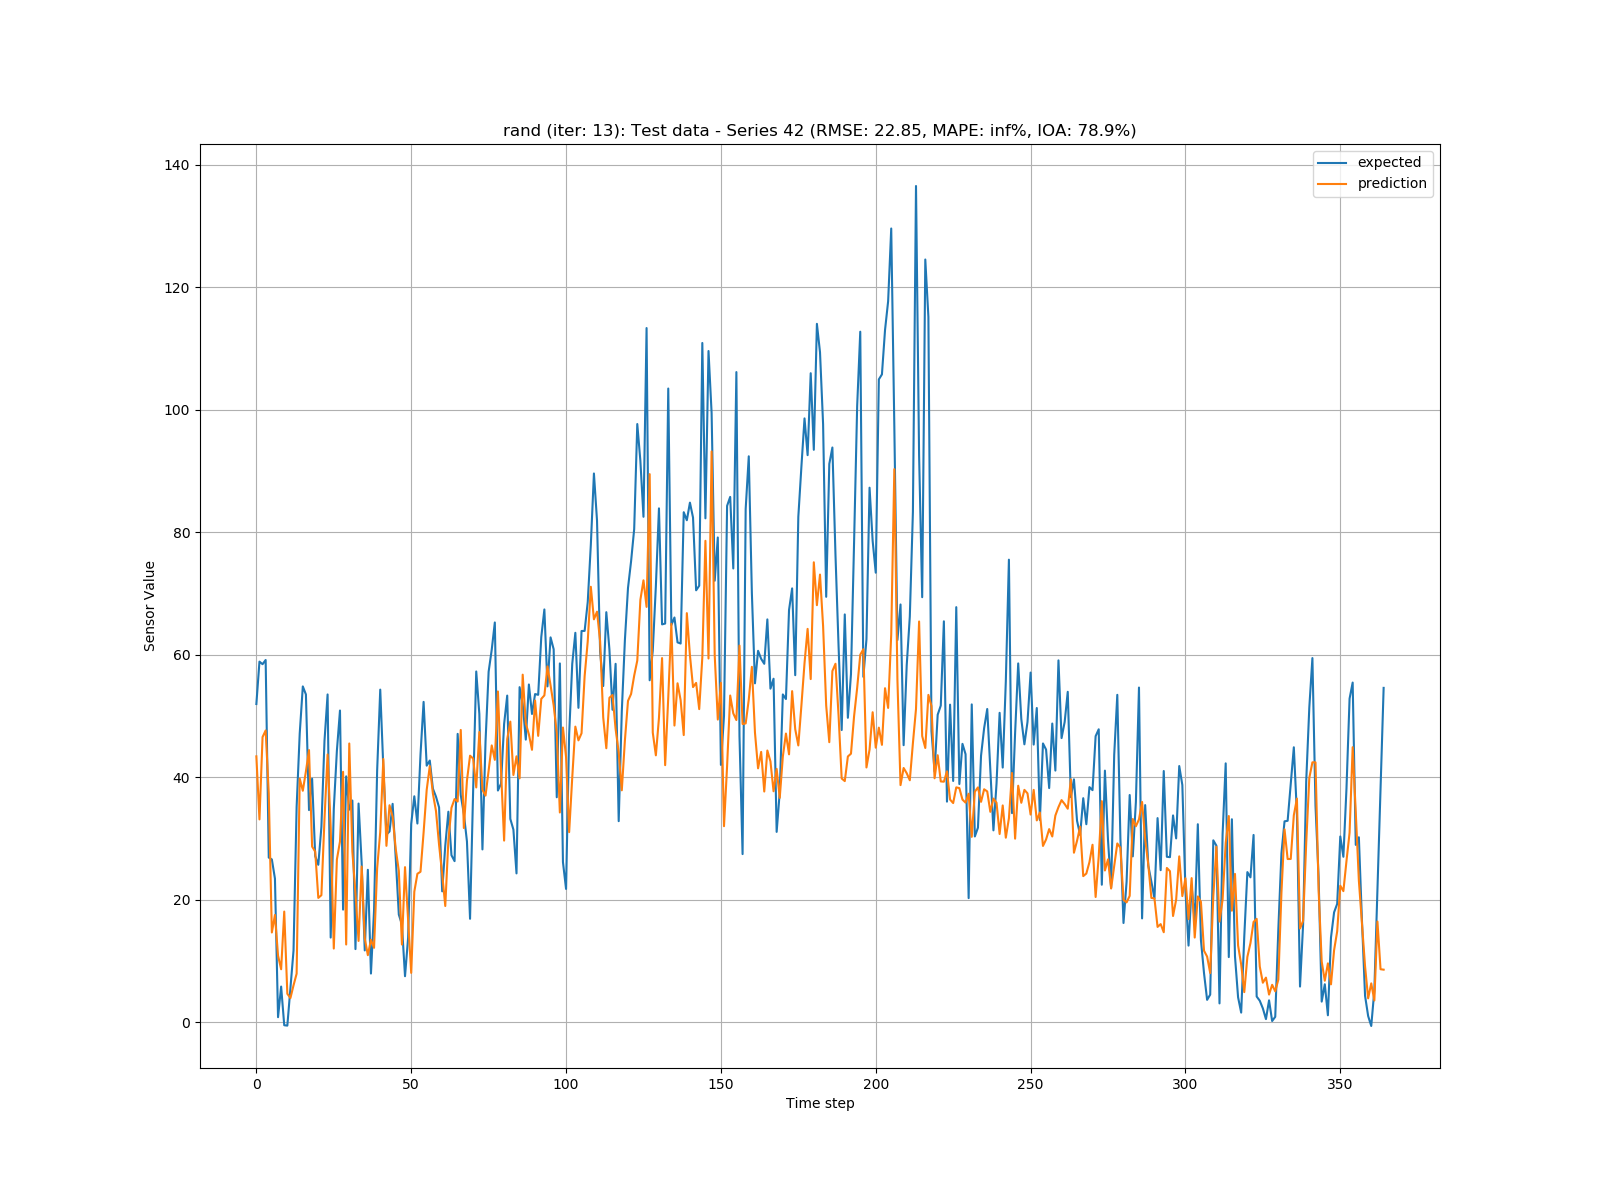 rand (iter: 13): Test data - Series 42 (RMSE: 22.85, MAPE: inf%, IOA: 78.9%)
expected
prediction
140
120
100
80
60
40
20
0
Sensor Value
0 50 100 150 200 250 300 350
Time step